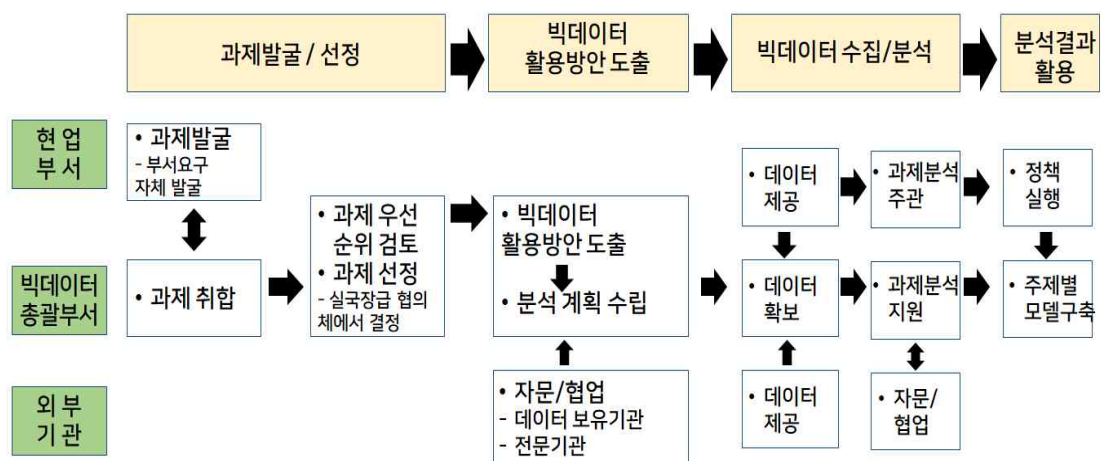 과제발굴 / 선정
빅데이터
활용방안 도출
빅데이터 수집/분석
분석결과
활용
현 업
부 서
• 과제발굴
- 부서요구
자체 발굴
• 과제 우선
순위 검토
• 과제 선정
- 실국장급 협의
체에서 결정
• 빅데이터
활용방안 도출
• 분석 계획 수립
• 데이터
제공
• 과제분석
주관
• 정책
실행
빅데이터
총괄부서
• 과제 취합
• 데이터
확보
• 과제분석
지원
• 주제별
모델구축
외 부
기 관
• 자문/협업
- 데이터 보유기관
- 전문기관
• 데이터
제공
• 자문/
협업